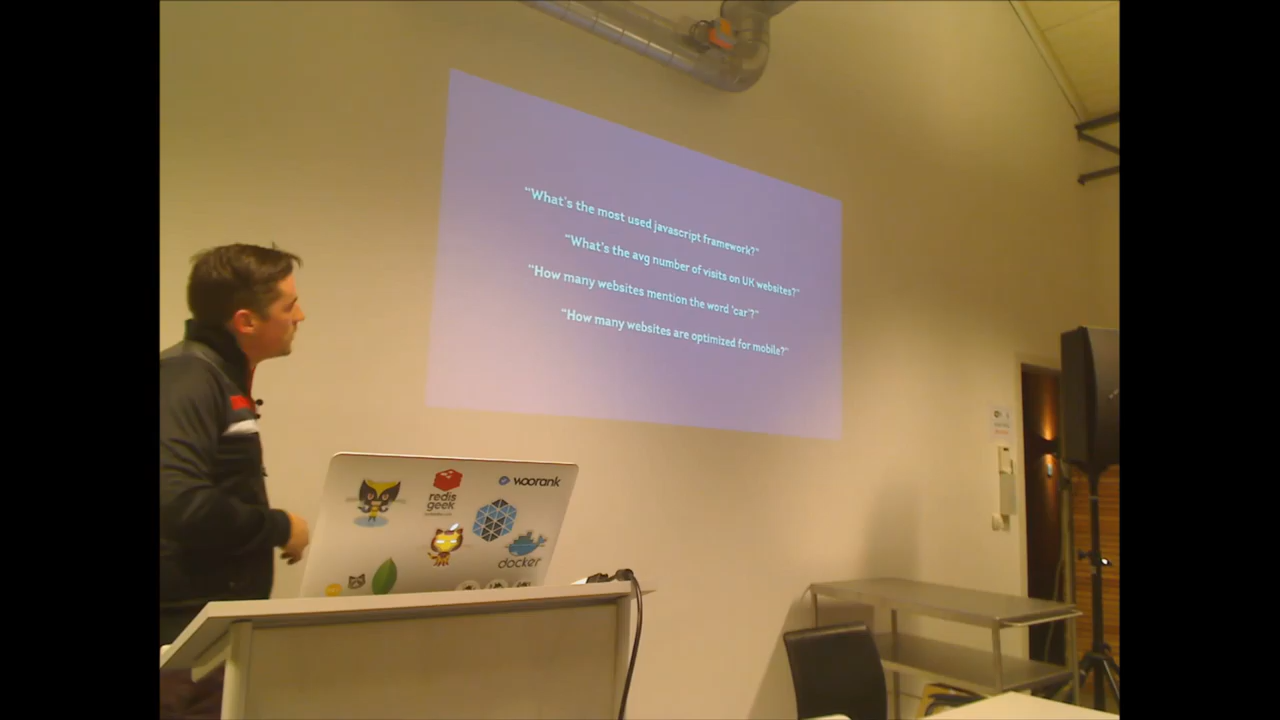 “What's the most used javascript framework?”
“What's the avg number of visits on UK websites?”
“How many websites mention the word 'car'?”
“How many websites are optimized for mobile?”
woorank
redis
geek
docker